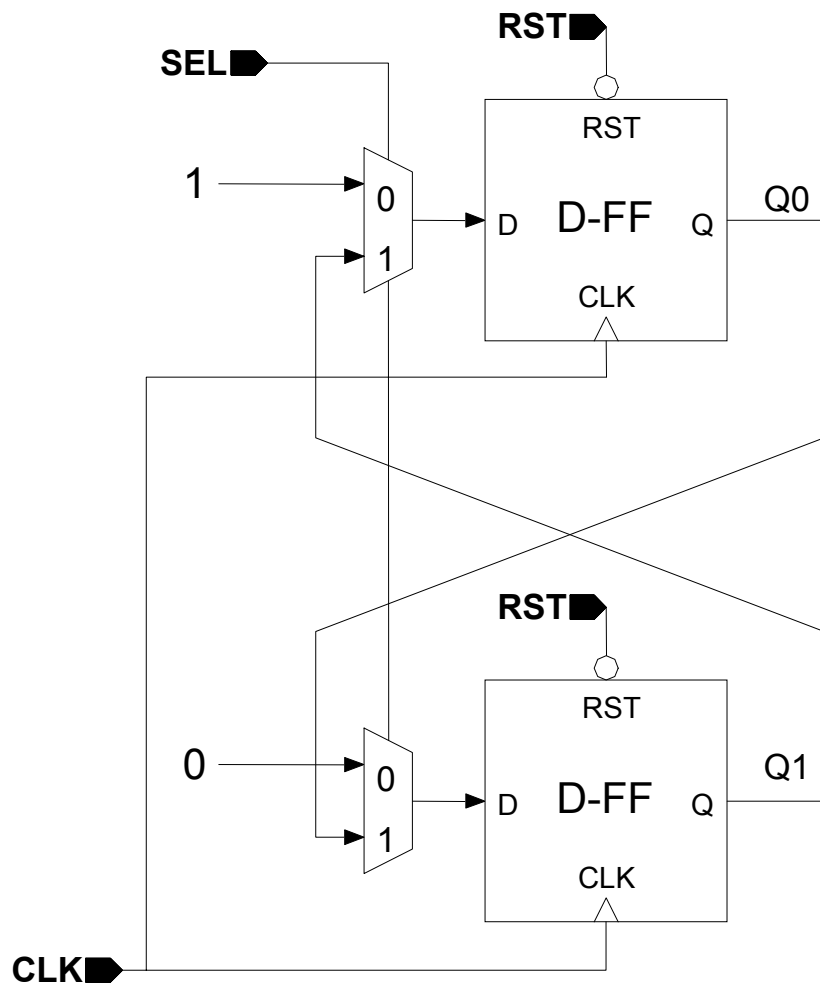 RST
SEL
RST
1
0
D
D-FF
Q
Q0
1
CLK
RST
RST
0
0
D
D-FF
Q
Q1
1
CLK
CLK